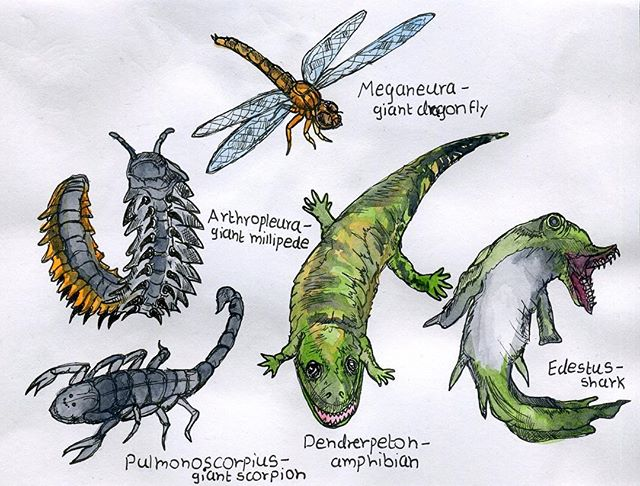 Meganeura -
giant dragonfly
Arthropleura -
giant millipede
Edestus -
shark
Dendrerpeton -
amphibian
Pulmonoscorpius -
giant scorpion